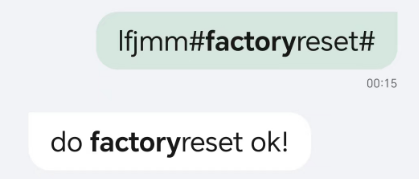 lfjmm#factoryreset#
00:15
do factoryreset ok!